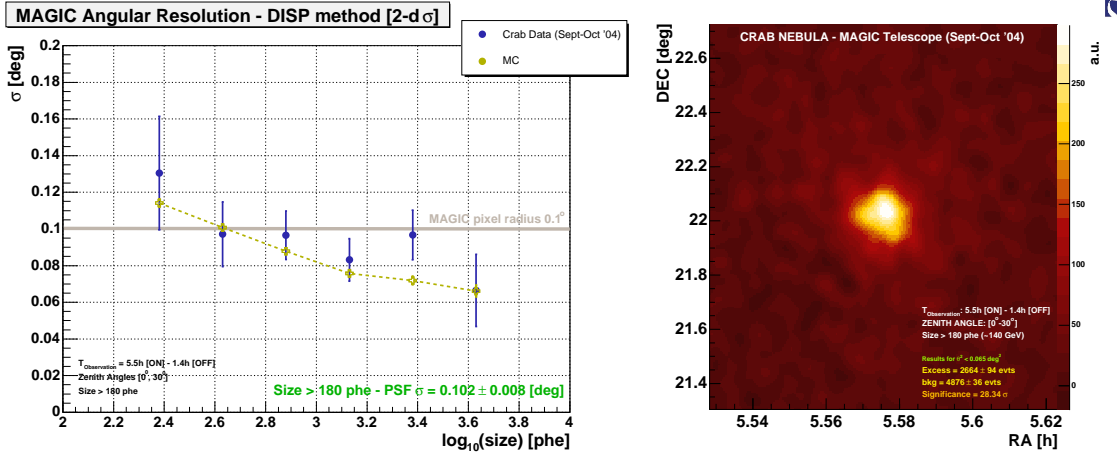 MAGIC Angular Resolution - DISP method [2-d σ]
Crab Data (Sept-Oct '04)
MC
σ [deg]
0.2
0.18
0.16
0.14
0.12
0.1
0.08
0.06
0.04
0.02
0
MAGIC pixel radius 0.1°
T_Observation = 5.5h [ON] - 1.4h [OFF]
Zenith Angles [0°, 30°]
Size > 180 phe
Size > 180 phe - PSF σ = 0.102 ± 0.008 [deg]
2 2.2 2.4 2.6 2.8 3 3.2 3.4 3.6 3.8 4
log₁₀(size) [phe]
CRAB NEBULA - MAGIC Telescope (Sept-Oct '04)
DEC [deg]
22.6
22.4
22.2
22
21.8
21.6
21.4
T_Observation: 5.5h [ON] - 1.4h [OFF]
ZENITH ANGLE: [0°-30°]
Size > 180 phe (~140 GeV)
Results for θ² < 0.065 deg²
Excess = 2664 ± 94 evts
bkg = 4876 ± 36 evts
Significance = 28.34 σ
5.54 5.56 5.58 5.6 5.62
RA [h]
a.u.
250
200
150
100
50
0